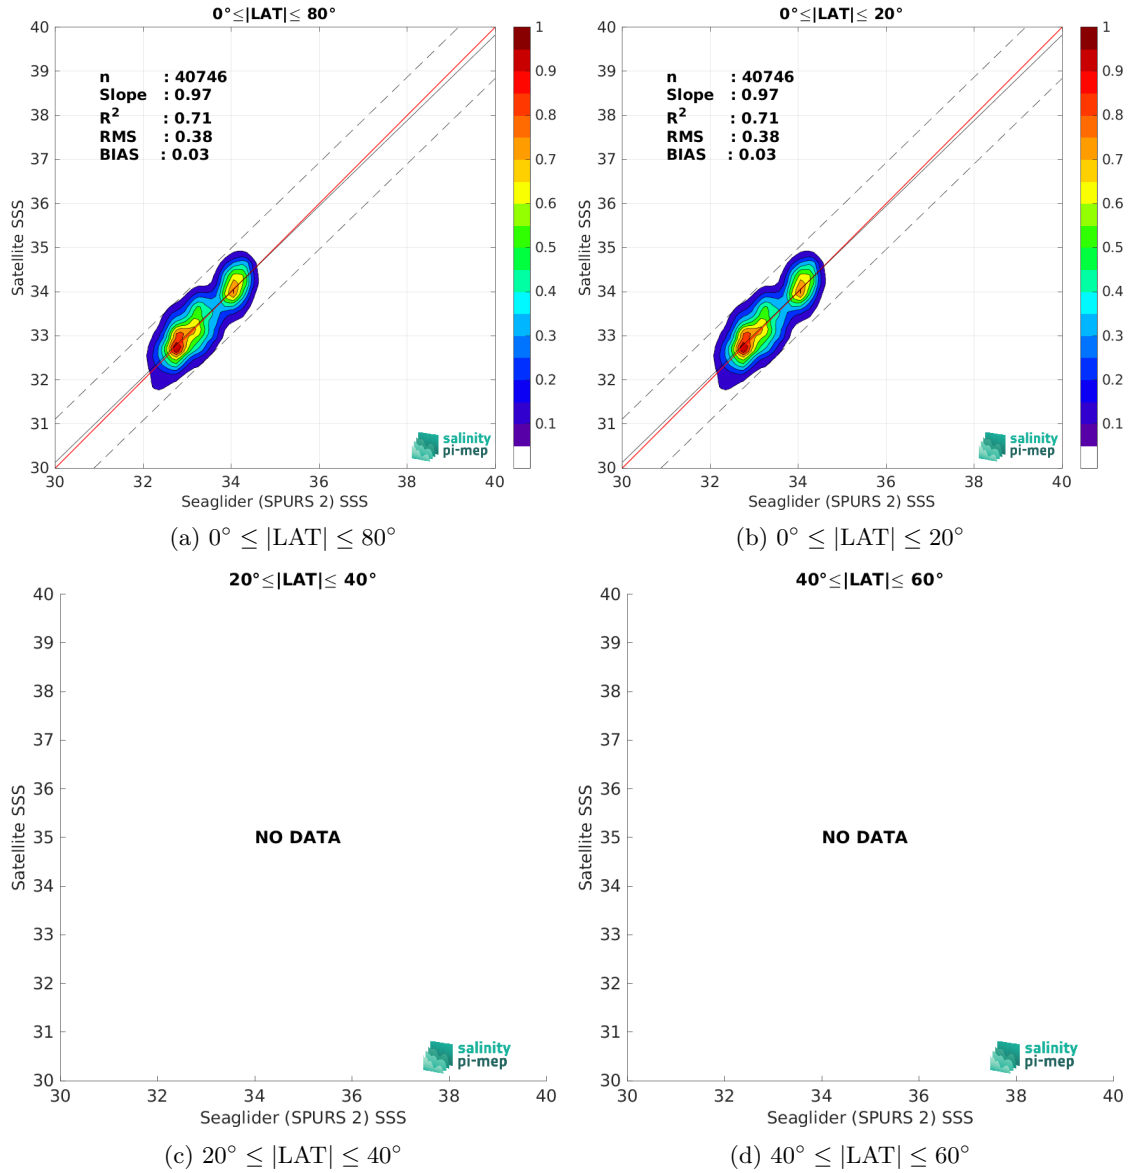 0°≤|LAT|≤ 80°
n : 40746
Slope : 0.97
R² : 0.71
RMS : 0.38
BIAS : 0.03
Satellite SSS
40
39
38
37
36
35
34
33
32
31
30
30 32 34 36 38 40
Seaglider (SPURS 2) SSS
1
0.9
0.8
0.7
0.6
0.5
0.4
0.3
0.2
0.1
salinity
pi-mep
(a) 0° ≤ |LAT| ≤ 80°
0°≤|LAT|≤ 20°
n : 40746
Slope : 0.97
R² : 0.71
RMS : 0.38
BIAS : 0.03
Satellite SSS
40
39
38
37
36
35
34
33
32
31
30
30 32 34 36 38 40
Seaglider (SPURS 2) SSS
1
0.9
0.8
0.7
0.6
0.5
0.4
0.3
0.2
0.1
salinity
pi-mep
(b) 0° ≤ |LAT| ≤ 20°
20°≤|LAT|≤ 40°
Satellite SSS
40
39
38
37
36
35
34
33
32
31
30
NO DATA
salinity
pi-mep
30 32 34 36 38 40
Seaglider (SPURS 2) SSS
(c) 20° ≤ |LAT| ≤ 40°
40°≤|LAT|≤ 60°
Satellite SSS
40
39
38
37
36
35
34
33
32
31
30
NO DATA
salinity
pi-mep
30 32 34 36 38 40
Seaglider (SPURS 2) SSS
(d) 40° ≤ |LAT| ≤ 60°